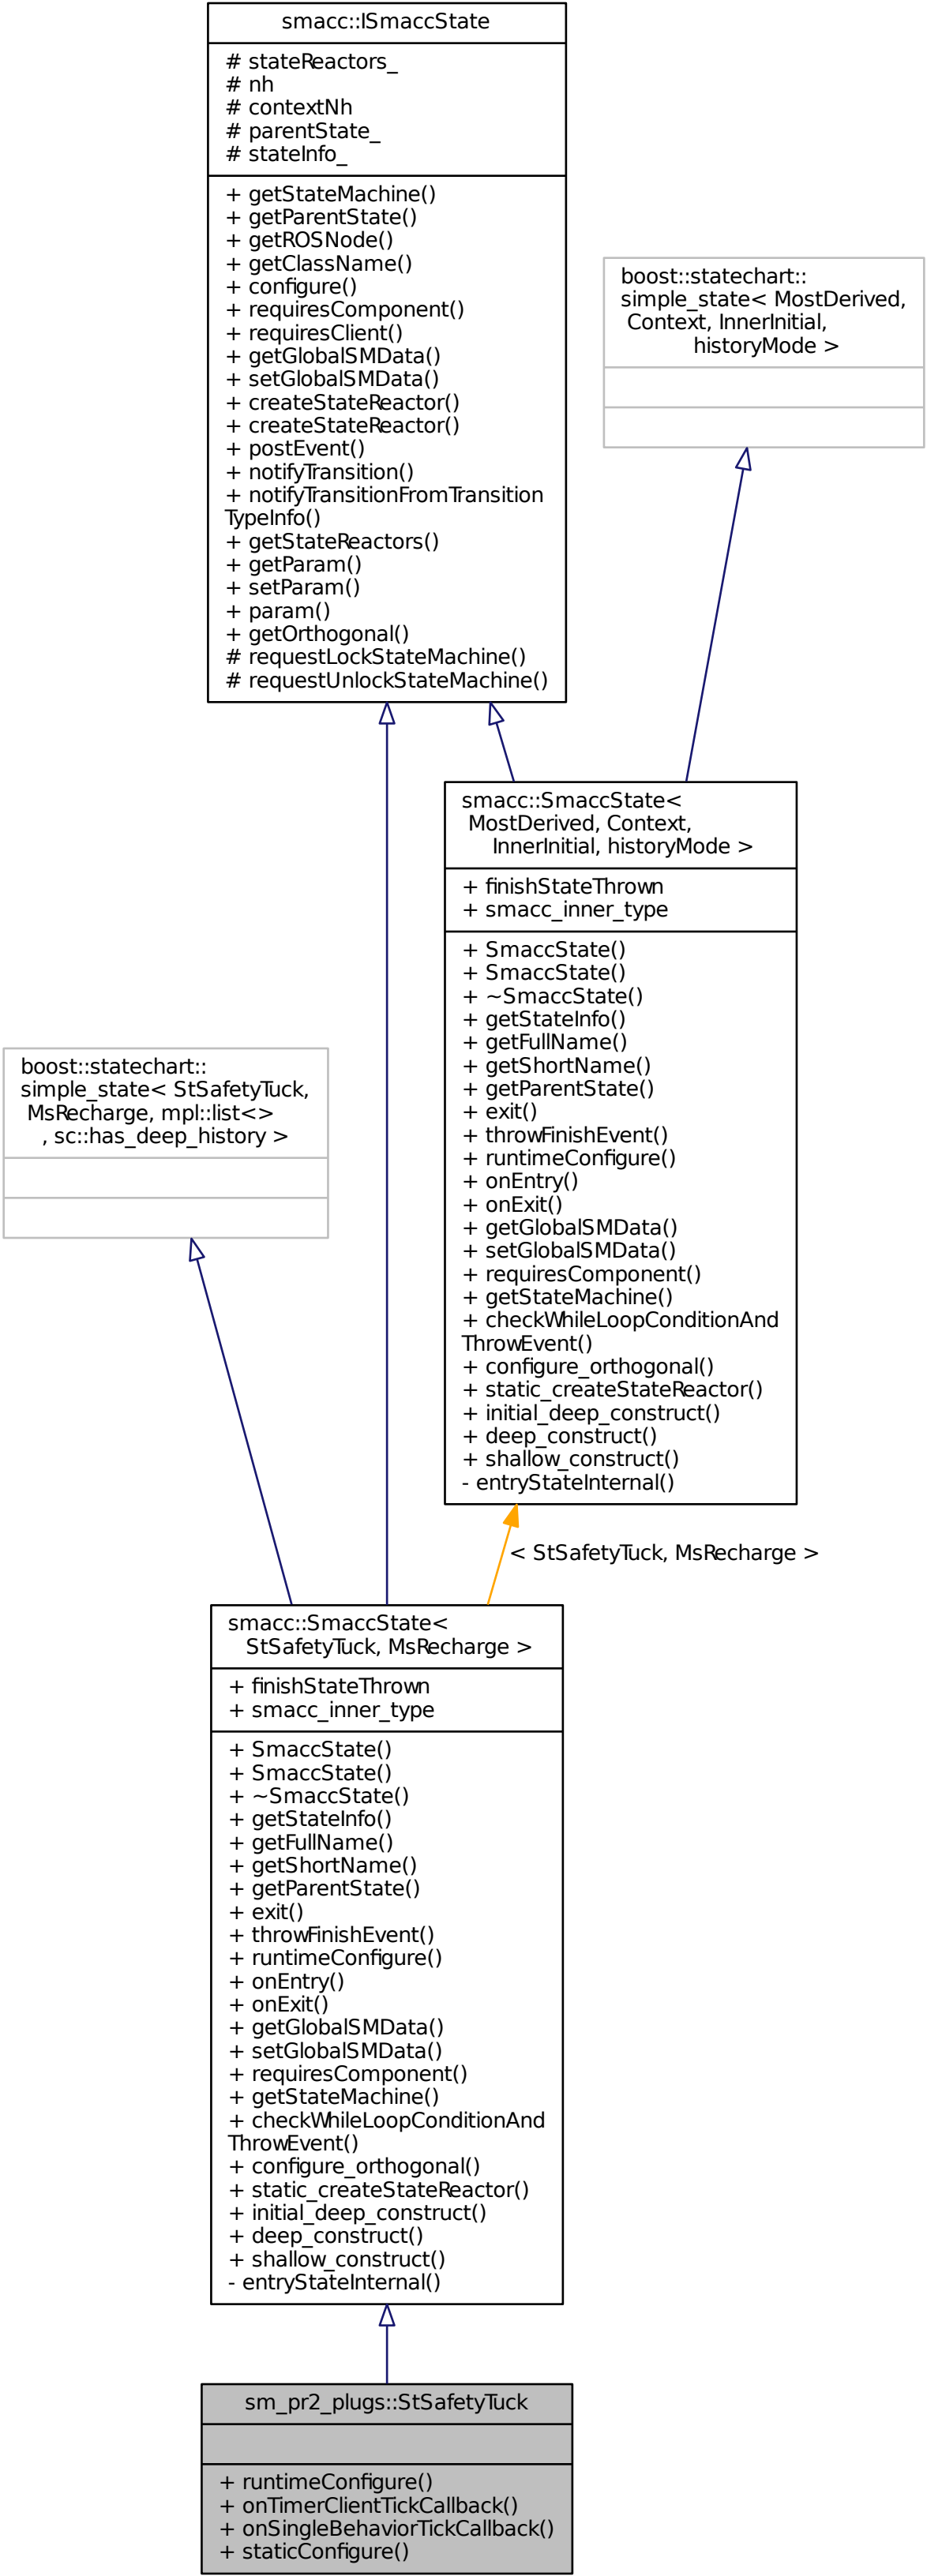 smacc::ISmaccState
# stateReactors_
# nh
# contextNh
# parentState_
# stateInfo_
+ getStateMachine()
+ getParentState()
+ getROSNode()
+ getClassName()
+ configure()
+ requiresComponent()
+ requiresClient()
+ getGlobalSMData()
+ setGlobalSMData()
+ createStateReactor()
+ createStateReactor()
+ postEvent()
+ notifyTransition()
+ notifyTransitionFromTransition
TypeInfo()
+ getStateReactors()
+ getParam()
+ setParam()
+ param()
+ getOrthogonal()
# requestLockStateMachine()
# requestUnlockStateMachine()
boost::statechart::
simple_state< MostDerived,
Context, InnerInitial,
historyMode >
smacc::SmaccState<
MostDerived, Context,
InnerInitial, historyMode >
+ finishStateThrown
+ smacc_inner_type
+ SmaccState()
+ SmaccState()
+ ~SmaccState()
+ getStateInfo()
+ getFullName()
+ getShortName()
+ getParentState()
+ exit()
+ throwFinishEvent()
+ runtimeConfigure()
+ onEntry()
+ onExit()
+ getGlobalSMData()
+ setGlobalSMData()
+ requiresComponent()
+ getStateMachine()
+ checkWhileLoopConditionAnd
ThrowEvent()
+ configure_orthogonal()
+ static_createStateReactor()
+ initial_deep_construct()
+ deep_construct()
+ shallow_construct()
- entryStateInternal()
boost::statechart::
simple_state< StSafetyTuck,
MsRecharge, mpl::list<>
, sc::has_deep_history >
< StSafetyTuck, MsRecharge >
smacc::SmaccState<
StSafetyTuck, MsRecharge >
+ finishStateThrown
+ smacc_inner_type
+ SmaccState()
+ SmaccState()
+ ~SmaccState()
+ getStateInfo()
+ getFullName()
+ getShortName()
+ getParentState()
+ exit()
+ throwFinishEvent()
+ runtimeConfigure()
+ onEntry()
+ onExit()
+ getGlobalSMData()
+ setGlobalSMData()
+ requiresComponent()
+ getStateMachine()
+ checkWhileLoopConditionAnd
ThrowEvent()
+ configure_orthogonal()
+ static_createStateReactor()
+ initial_deep_construct()
+ deep_construct()
+ shallow_construct()
- entryStateInternal()
sm_pr2_plugs::StSafetyTuck
+ runtimeConfigure()
+ onTimerClientTickCallback()
+ onSingleBehaviorTickCallback()
+ staticConfigure()